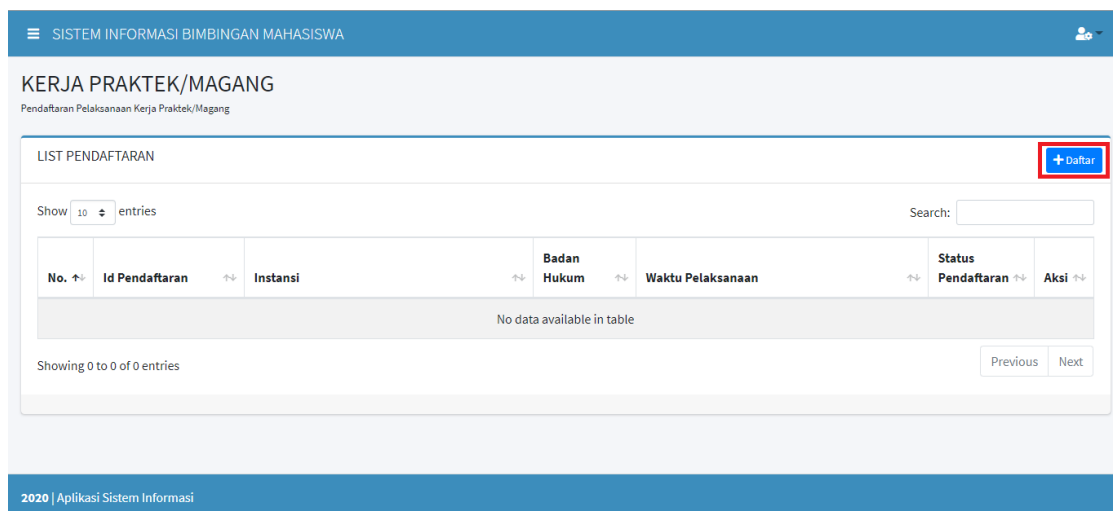 SISTEM INFORMASI BIMBINGAN MAHASISWA
KERJA PRAKTEK/MAGANG
Pendaftaran Pelaksanaan Kerja Praktek/Magang
LIST PENDAFTARAN
+ Daftar
Show 10 entries
Search:
No. Id Pendaftaran Instansi Badan Hukum Waktu Pelaksanaan Status Pendaftaran Aksi
No data available in table
Showing 0 to 0 of 0 entries
Previous Next
2020 | Aplikasi Sistem Informasi